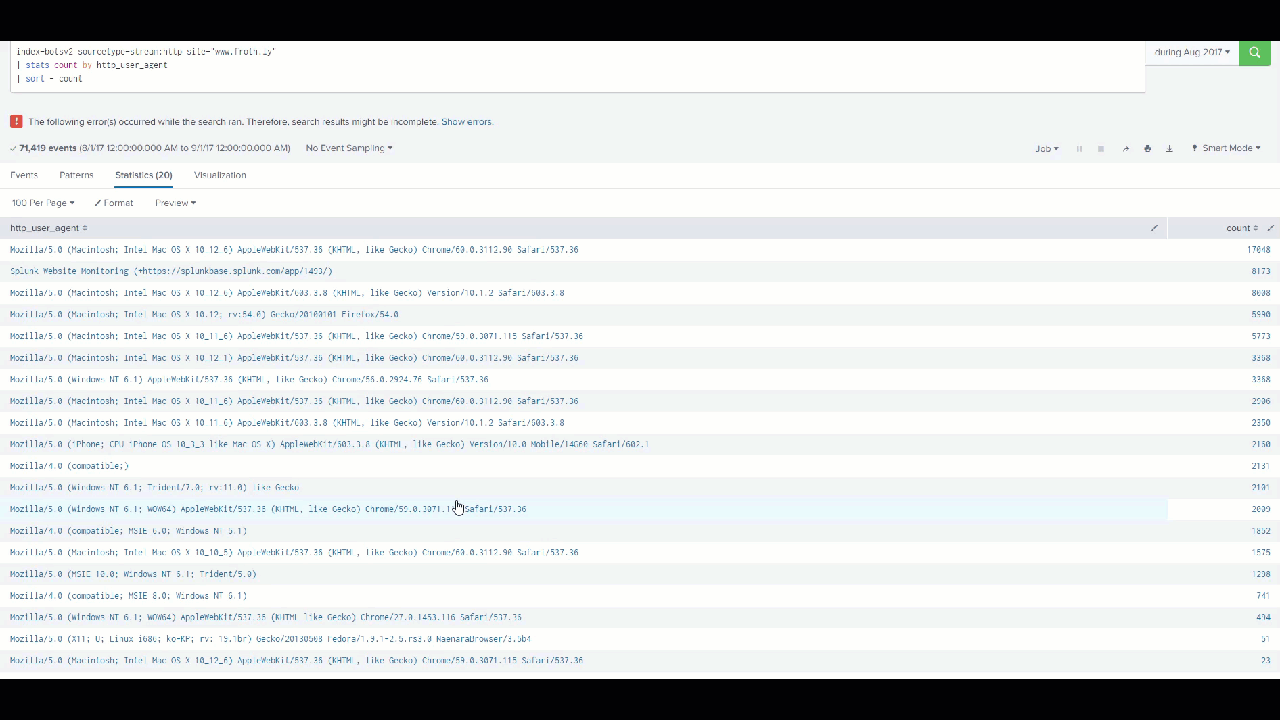 index=botsv2 sourcetype=stream:http site="www.froth.ly"
| stats count by http_user_agent
| sort - count
during Aug 2017
The following error(s) occurred while the search ran. Therefore, search results might be incomplete. Show errors.
71,419 events (8/1/17 12:00:00.000 AM to 9/1/17 12:00:00.000 AM) No Event Sampling Job Smart Mode
Events Patterns Statistics (20) Visualization
100 Per Page Format Preview
http_user_agent count
Mozilla/5.0 (Macintosh; Intel Mac OS X 10_12_6) AppleWebKit/537.36 (KHTML, like Gecko) Chrome/60.0.3112.90 Safari/537.36 17048
Splunk Website Monitoring (+https://splunkbase.splunk.com/app/1493/) 8173
Mozilla/5.0 (Macintosh; Intel Mac OS X 10_12_6) AppleWebKit/603.3.8 (KHTML, like Gecko) Version/10.1.2 Safari/603.3.8 8008
Mozilla/5.0 (Macintosh; Intel Mac OS X 10.12; rv:54.0) Gecko/20100101 Firefox/54.0 5990
Mozilla/5.0 (Macintosh; Intel Mac OS X 10_11_6) AppleWebKit/537.36 (KHTML, like Gecko) Chrome/59.0.3071.115 Safari/537.36 5773
Mozilla/5.0 (Macintosh; Intel Mac OS X 10_12_1) AppleWebKit/537.36 (KHTML, like Gecko) Chrome/60.0.3112.90 Safari/537.36 3368
Mozilla/5.0 (Windows NT 6.1) AppleWebKit/537.36 (KHTML, like Gecko) Chrome/56.0.2924.76 Safari/537.36 3368
Mozilla/5.0 (Macintosh; Intel Mac OS X 10_11_6) AppleWebKit/537.36 (KHTML, like Gecko) Chrome/60.0.3112.90 Safari/537.36 2906
Mozilla/5.0 (Macintosh; Intel Mac OS X 10_11_6) AppleWebKit/603.3.8 (KHTML, like Gecko) Version/10.1.2 Safari/603.3.8 2350
Mozilla/5.0 (iPhone; CPU iPhone OS 10_3_3 like Mac OS X) AppleWebKit/603.3.8 (KHTML, like Gecko) Version/10.0 Mobile/14G60 Safari/602.1 2160
Mozilla/4.0 (compatible;) 2131
Mozilla/5.0 (Windows NT 6.1; Trident/7.0; rv:11.0) like Gecko 2101
Mozilla/5.0 (Windows NT 6.1; WOW64) AppleWebKit/537.36 (KHTML, like Gecko) Safari/537.36 2009
Mozilla/4.0 (compatible; MSIE 6.0; Windows NT 5.1) 1852
Mozilla/5.0 (Macintosh; Intel Mac OS X 10_10_5) AppleWebKit/537.36 (KHTML, like Gecko) Chrome/60.0.3112.90 Safari/537.36 1575
Mozilla/5.0 (MSIE 10.0; Windows NT 6.1; Trident/5.0) 1298
Mozilla/4.0 (compatible; MSIE 8.0; Windows NT 6.1) 741
Mozilla/5.0 (Windows NT 6.1; WOW64) AppleWebKit/537.36 (KHTML like Gecko) Chrome/27.0.1453.116 Safari/537.36 494
Mozilla/5.0 (X11; U; Linux i686; ko-KP; rv: 19.1br) Gecko/20130508 Fedora/1.9.1-2.5.rs3.0 NaenaraBrowser/3.5b4 51
Mozilla/5.0 (Macintosh; Intel Mac OS X 10_12_6) AppleWebKit/537.36 (KHTML, like Gecko) Chrome/59.0.3071.115 Safari/537.36 23